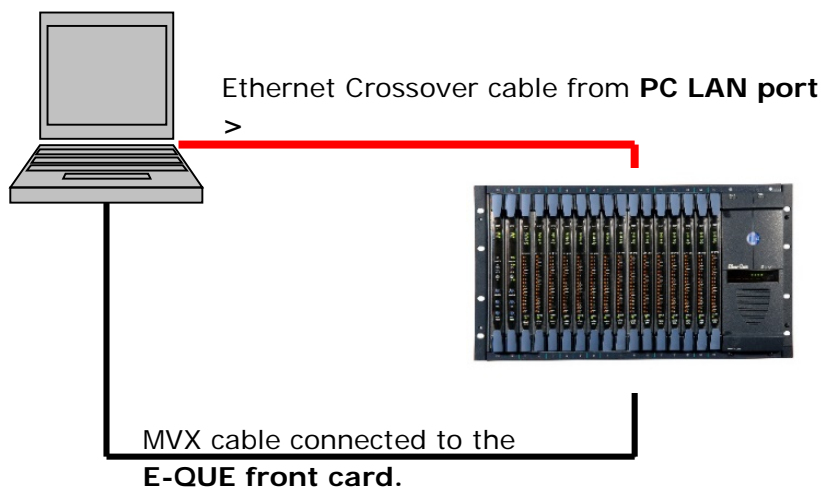 Ethernet Crossover cable from PC LAN port
>
MVX cable connected to the
E-QUE front card.